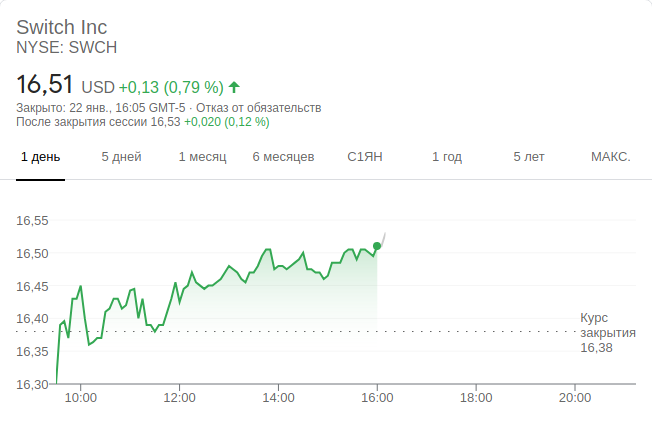 Switch Inc
NYSE: SWCH
16,51 USD +0,13 (0,79 %)
Закрыто: 22 янв., 16:05 GMT-5 · Отказ от обязательств
После закрытия сессии 16,53 +0,020 (0,12 %)
1 день 5 дней 1 месяц 6 месяцев С1ЯН 1 год 5 лет МАКС.
16,55
16,50
16,45
16,40
16,35
16,30
Курс
закрытия
16,38
10:00 12:00 14:00 16:00 18:00 20:00